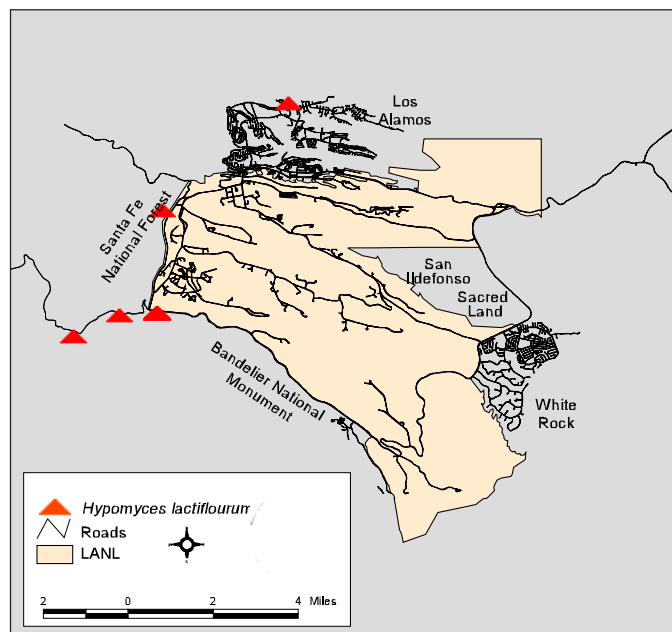 Los
Alamos
Santa Fe
National Forest
San
Ildefonso
Sacred
Land
Bandelier National
Monument
White
Rock
Hypomyces lactiflourum
Roads
LANL
2 0 2 4 Miles